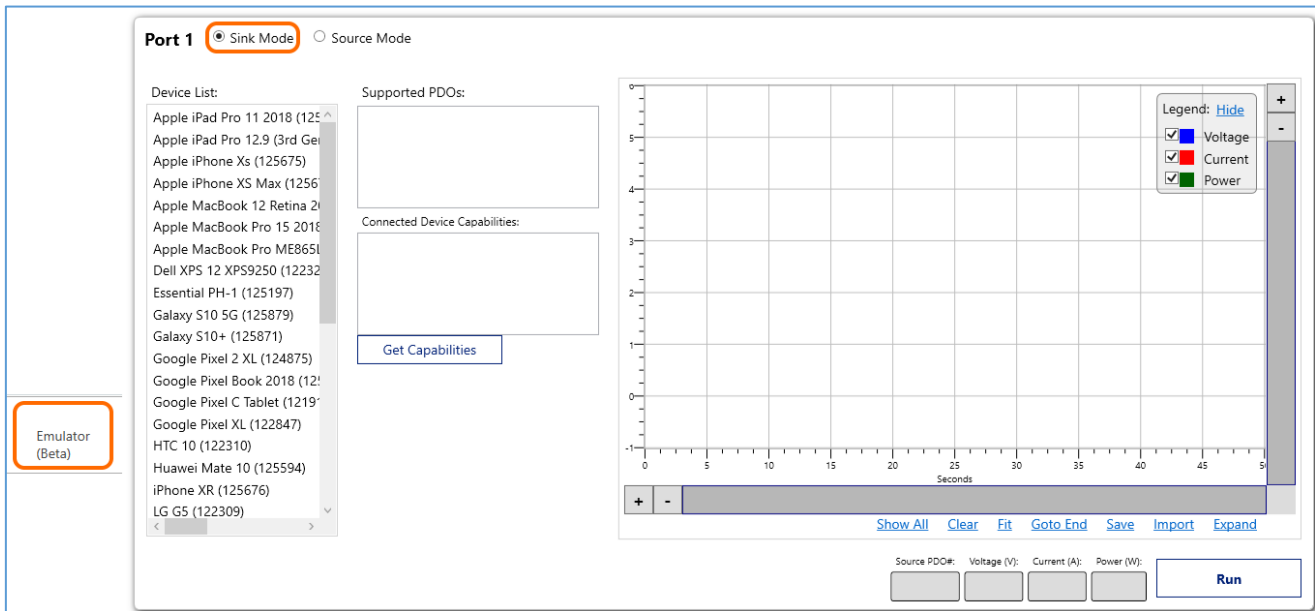 Port 1 Sink Mode Source Mode
Device List:
Apple iPad Pro 11 2018 (125
Apple iPad Pro 12.9 (3rd Ge
Apple iPhone Xs (125675)
Apple iPhone XS Max (1256
Apple MacBook 12 Retina 20
Apple MacBook Pro 15 2018
Apple MacBook Pro ME865L
Dell XPS 12 XPS9250 (12232
Essential PH-1 (125197)
Galaxy S10 5G (125879)
Galaxy S10+ (125871)
Google Pixel 2 XL (124875)
Google Pixel Book 2018 (125
Google Pixel C Tablet (12191
Google Pixel XL (122847)
HTC 10 (122310)
Huawei Mate 10 (125594)
iPhone XR (125676)
LG G5 (122309)
Emulator
(Beta)
Supported PDOs:
Connected Device Capabilities:
Get Capabilities
Legend: Hide
Voltage
Current
Power
+
-
6
5
4
3
2
1
0
-1
0 5 10 15 20 25 30 35 40 45 5
Seconds
+ -
Show All Clear Fit Goto End Save Import Expand
Source PDO#: Voltage (V): Current (A): Power (W):
Run